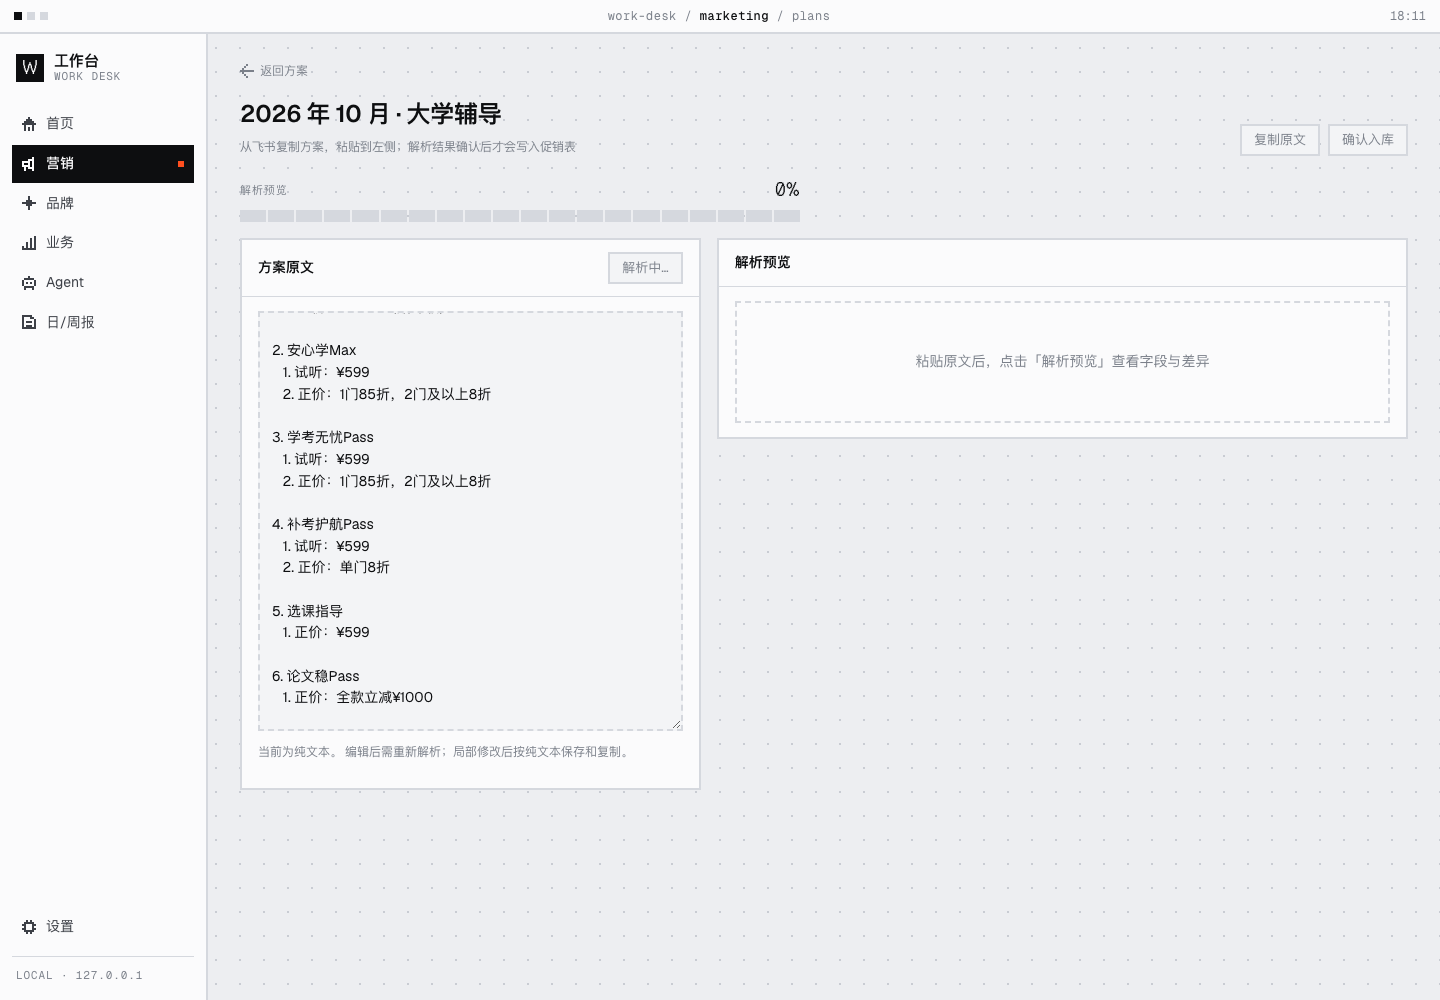 work-desk / marketing / plans
18:11
W
工作台
WORK DESK
首页
营销
品牌
业务
Agent
日/周报
设置
LOCAL · 127.0.0.1
返回方案
2026 年 10 月 · 大学辅导
从飞书复制方案，粘贴到左侧；解析结果确认后才会写入促销表
复制原文
确认入库
解析预览
0%
方案原文
解析中…
2. 安心学Max
1. 试听：¥599
2. 正价：1门85折，2门及以上8折
3. 学考无忧Pass
1. 试听：¥599
2. 正价：1门85折，2门及以上8折
4. 补考护航Pass
1. 试听：¥599
2. 正价：单门8折
5. 选课指导
1. 正价：¥599
6. 论文稳Pass
1. 正价：全款立减¥1000
当前为纯文本。 编辑后需重新解析；局部修改后按纯文本保存和复制。
解析预览
粘贴原文后，点击「解析预览」查看字段与差异